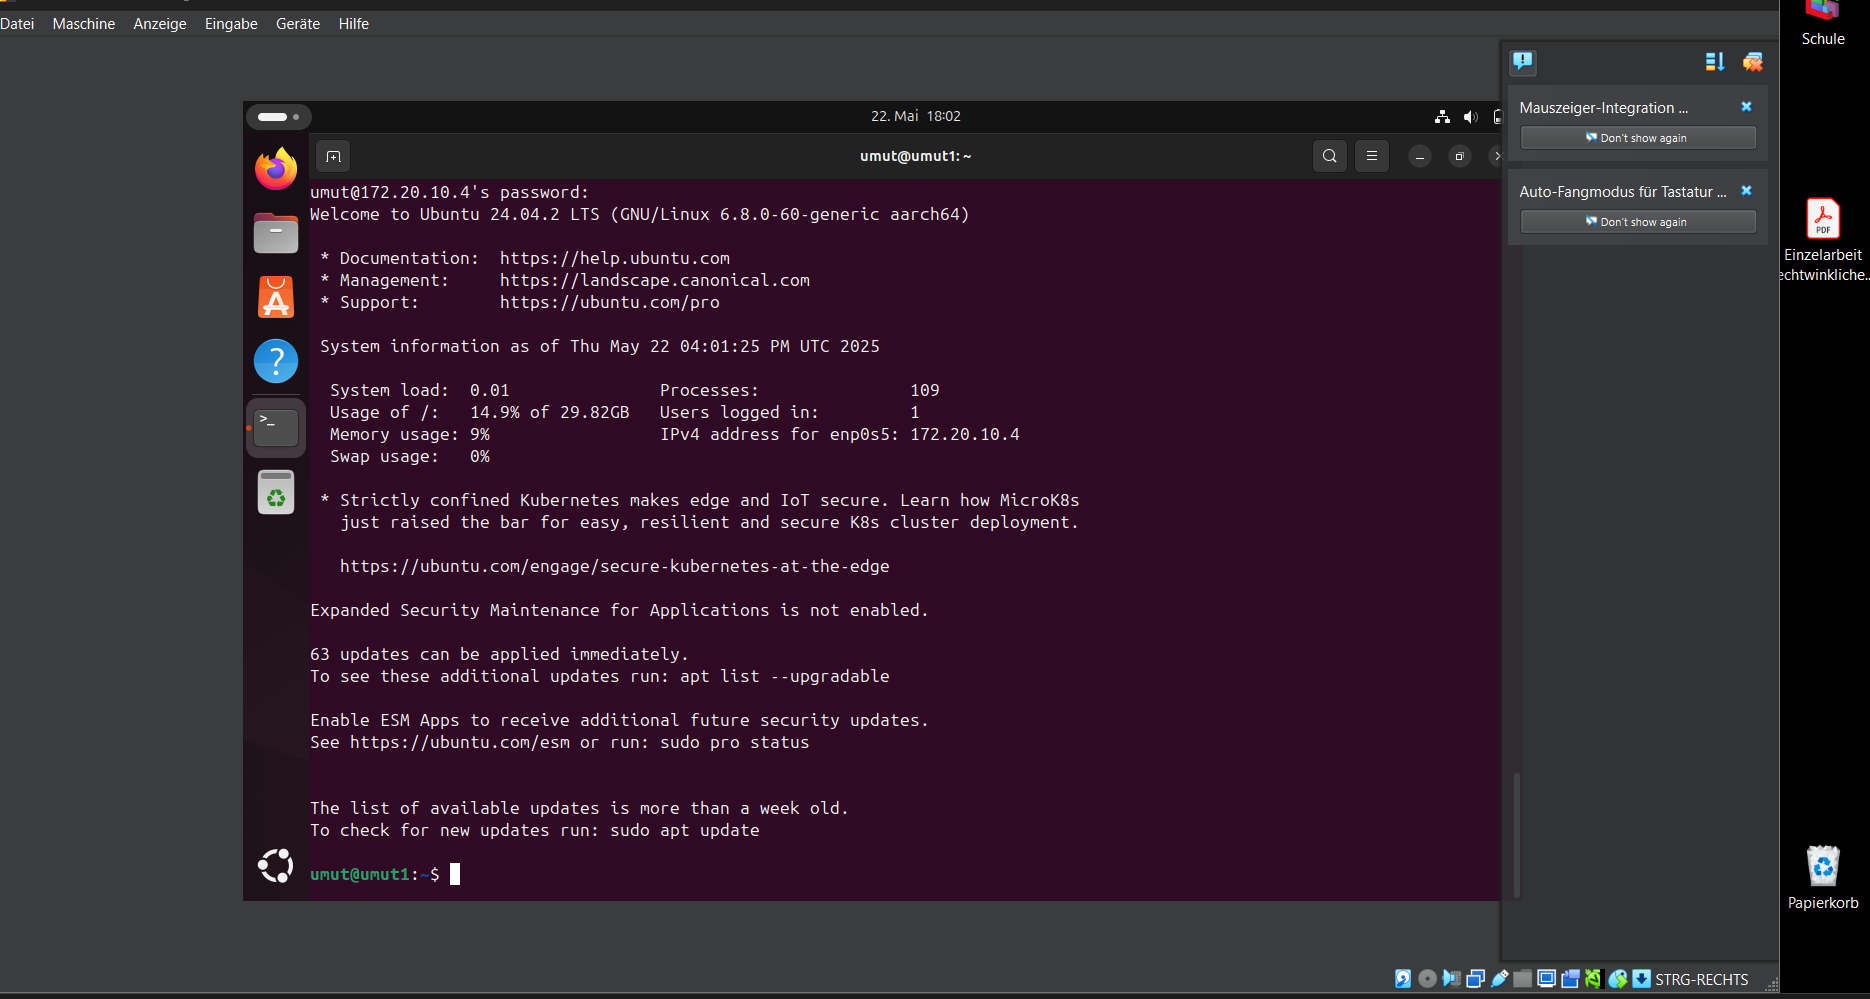 Datei Maschine Anzeige Eingabe Geräte Hilfe
Schule
Mauszeiger-Integration ...
Don't show again
Auto-Fangmodus für Tastatur ...
Don't show again
22. Mai 18:02
umut@umut1: ~
umut@172.20.10.4's password:
Welcome to Ubuntu 24.04.2 LTS (GNU/Linux 6.8.0-60-generic aarch64)
* Documentation: https://help.ubuntu.com
* Management: https://landscape.canonical.com
* Support: https://ubuntu.com/pro
System information as of Thu May 22 04:01:25 PM UTC 2025
System load: 0.01 Processes: 109
Usage of /: 14.9% of 29.82GB Users logged in: 1
Memory usage: 9% IPv4 address for enp0s5: 172.20.10.4
Swap usage: 0%
* Strictly confined Kubernetes makes edge and IoT secure. Learn how MicroK8s
just raised the bar for easy, resilient and secure K8s cluster deployment.
https://ubuntu.com/engage/secure-kubernetes-at-the-edge
Expanded Security Maintenance for Applications is not enabled.
63 updates can be applied immediately.
To see these additional updates run: apt list --upgradable
Enable ESM Apps to receive additional future security updates.
See https://ubuntu.com/esm or run: sudo pro status
The list of available updates is more than a week old.
To check for new updates run: sudo apt update
umut@umut1:~$
PDF
Einzelarbeit
echtwinkliche...
Papierkorb
STRG-RECHTS